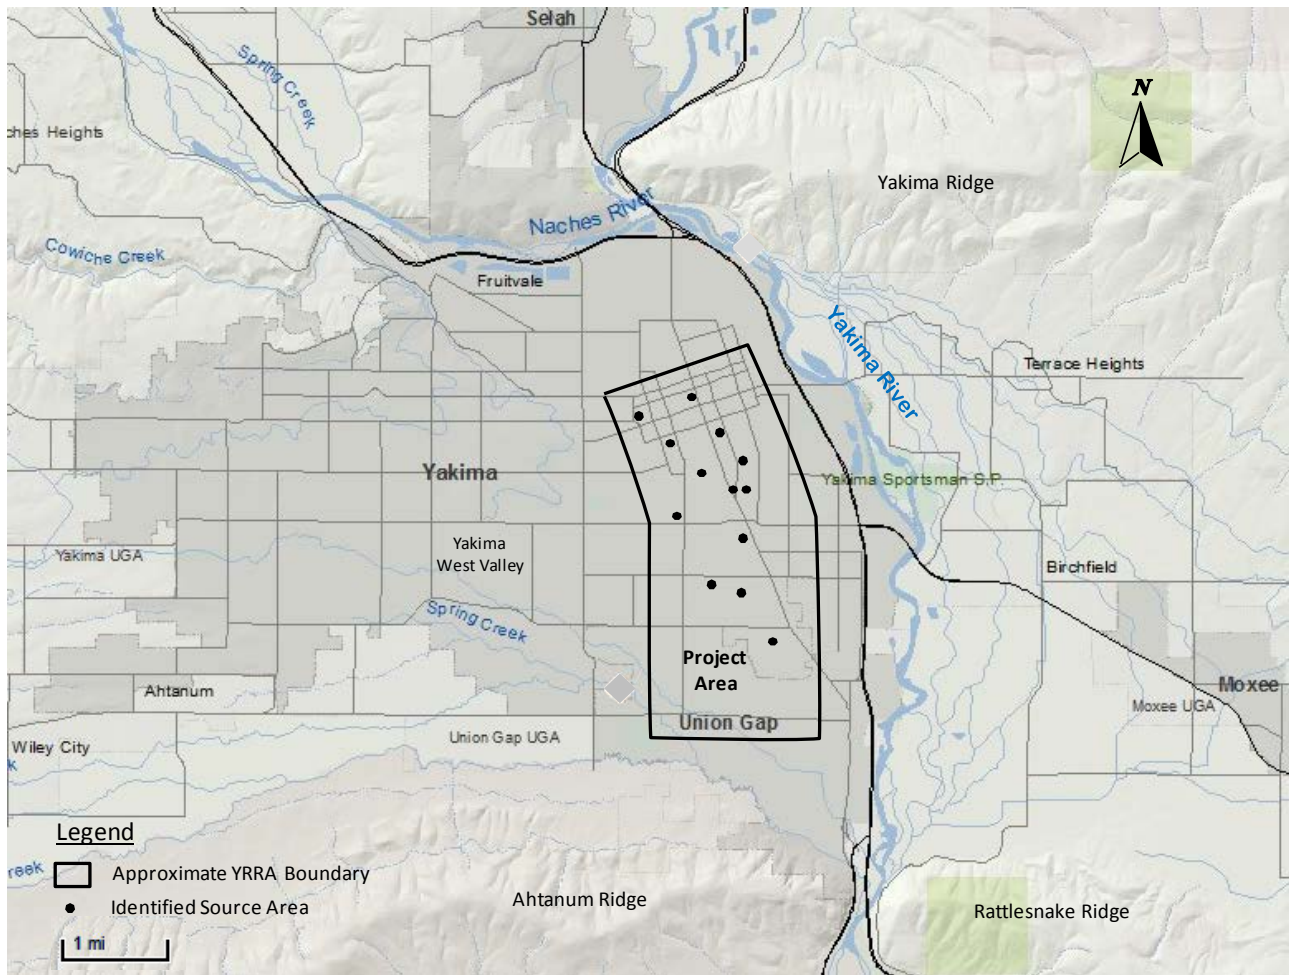 Selah
Spring Creek
N
ches Heights
Yakima Ridge
Naches River
Cowiche Creek
Fruitvale
Yakima River
Terrace Heights
Yakima
Yakima Sportsman S.P.
Yakima
West Valley
Yakima UGA
Birchfield
Spring Creek
Project
Area
Ahtanum
Moxee
Moxee UGA
Union Gap
Union Gap UGA
Wiley City
k
Legend
Approximate YRRA Boundary
reek
Identified Source Area
Ahtanum Ridge
Rattlesnake Ridge
1 mi